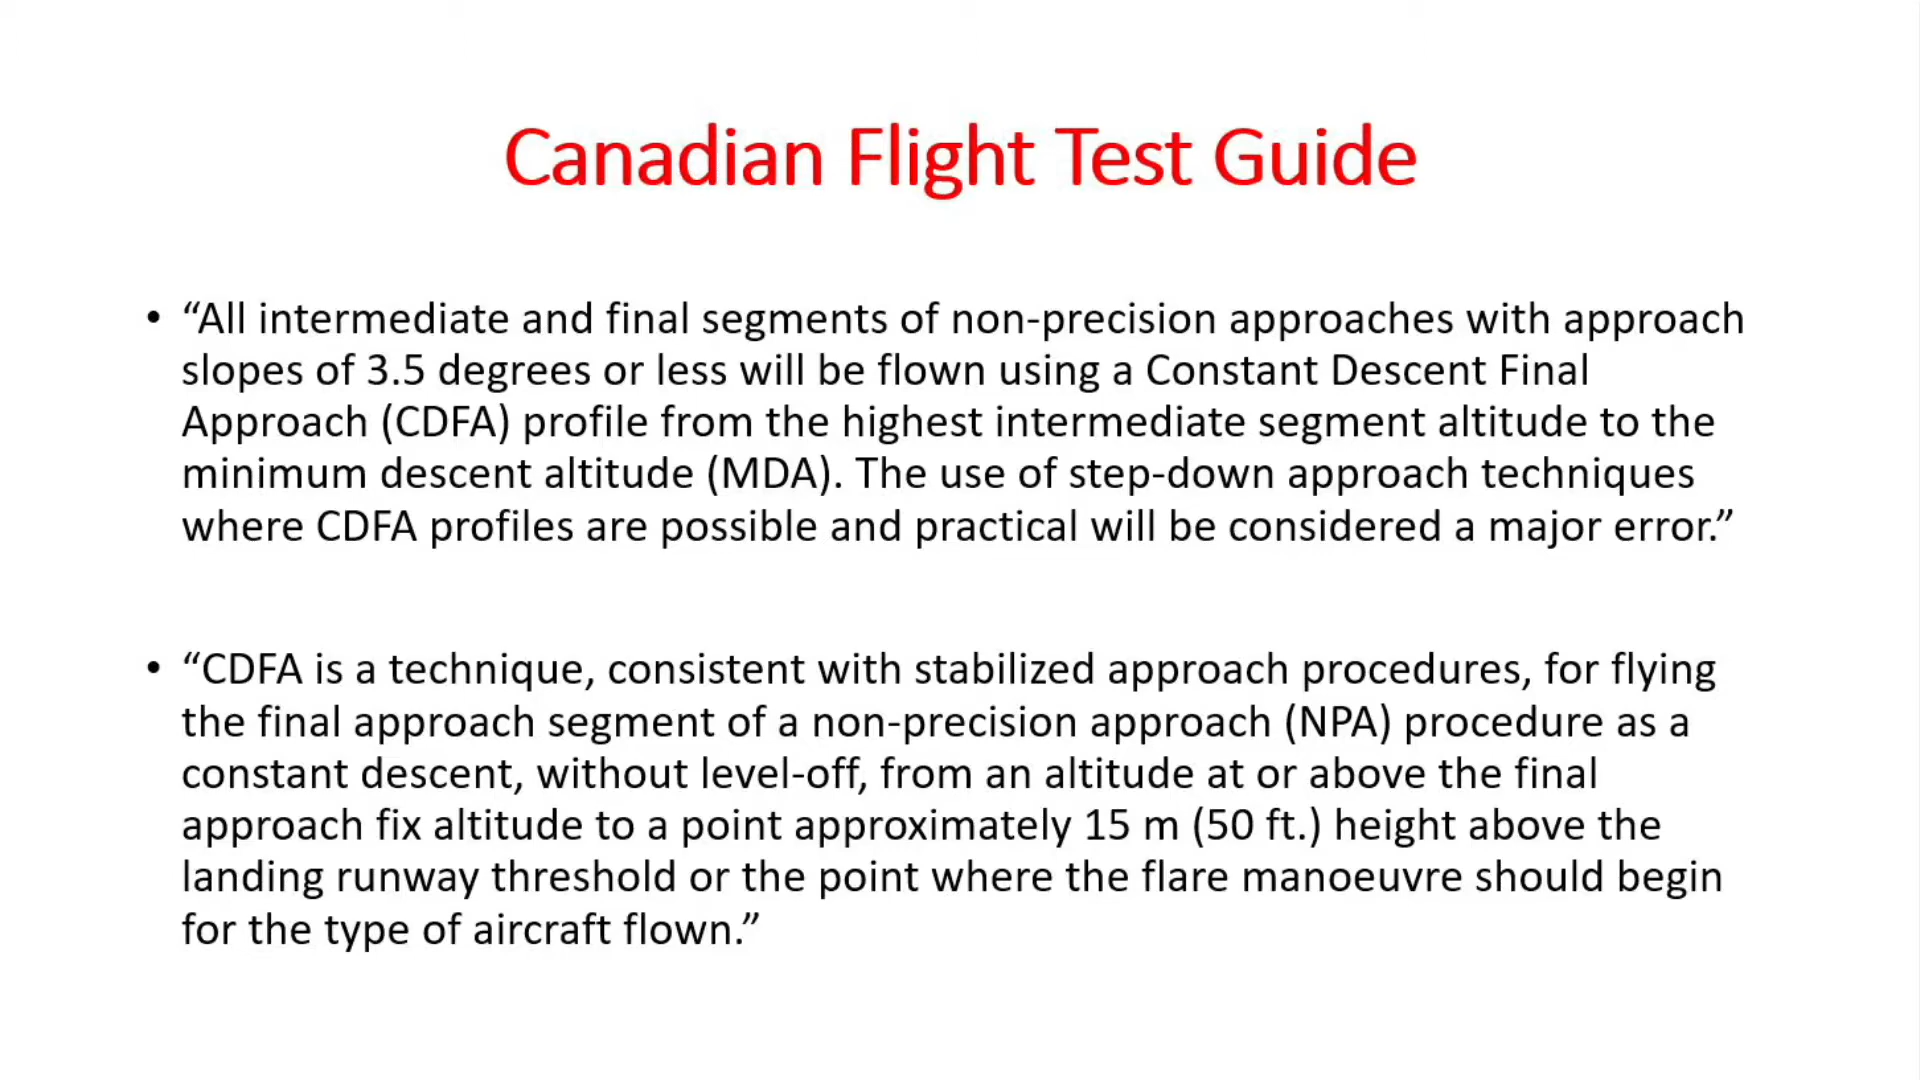 Canadian Flight Test Guide
• “All intermediate and final segments of non-precision approaches with approach
slopes of 3.5 degrees or less will be flown using a Constant Descent Final
Approach (CDFA) profile from the highest intermediate segment altitude to the
minimum descent altitude (MDA). The use of step-down approach techniques
where CDFA profiles are possible and practical will be considered a major error.”
• “CDFA is a technique, consistent with stabilized approach procedures, for flying
the final approach segment of a non-precision approach (NPA) procedure as a
constant descent, without level-off, from an altitude at or above the final
approach fix altitude to a point approximately 15 m (50 ft.) height above the
landing runway threshold or the point where the flare manoeuvre should begin
for the type of aircraft flown.”